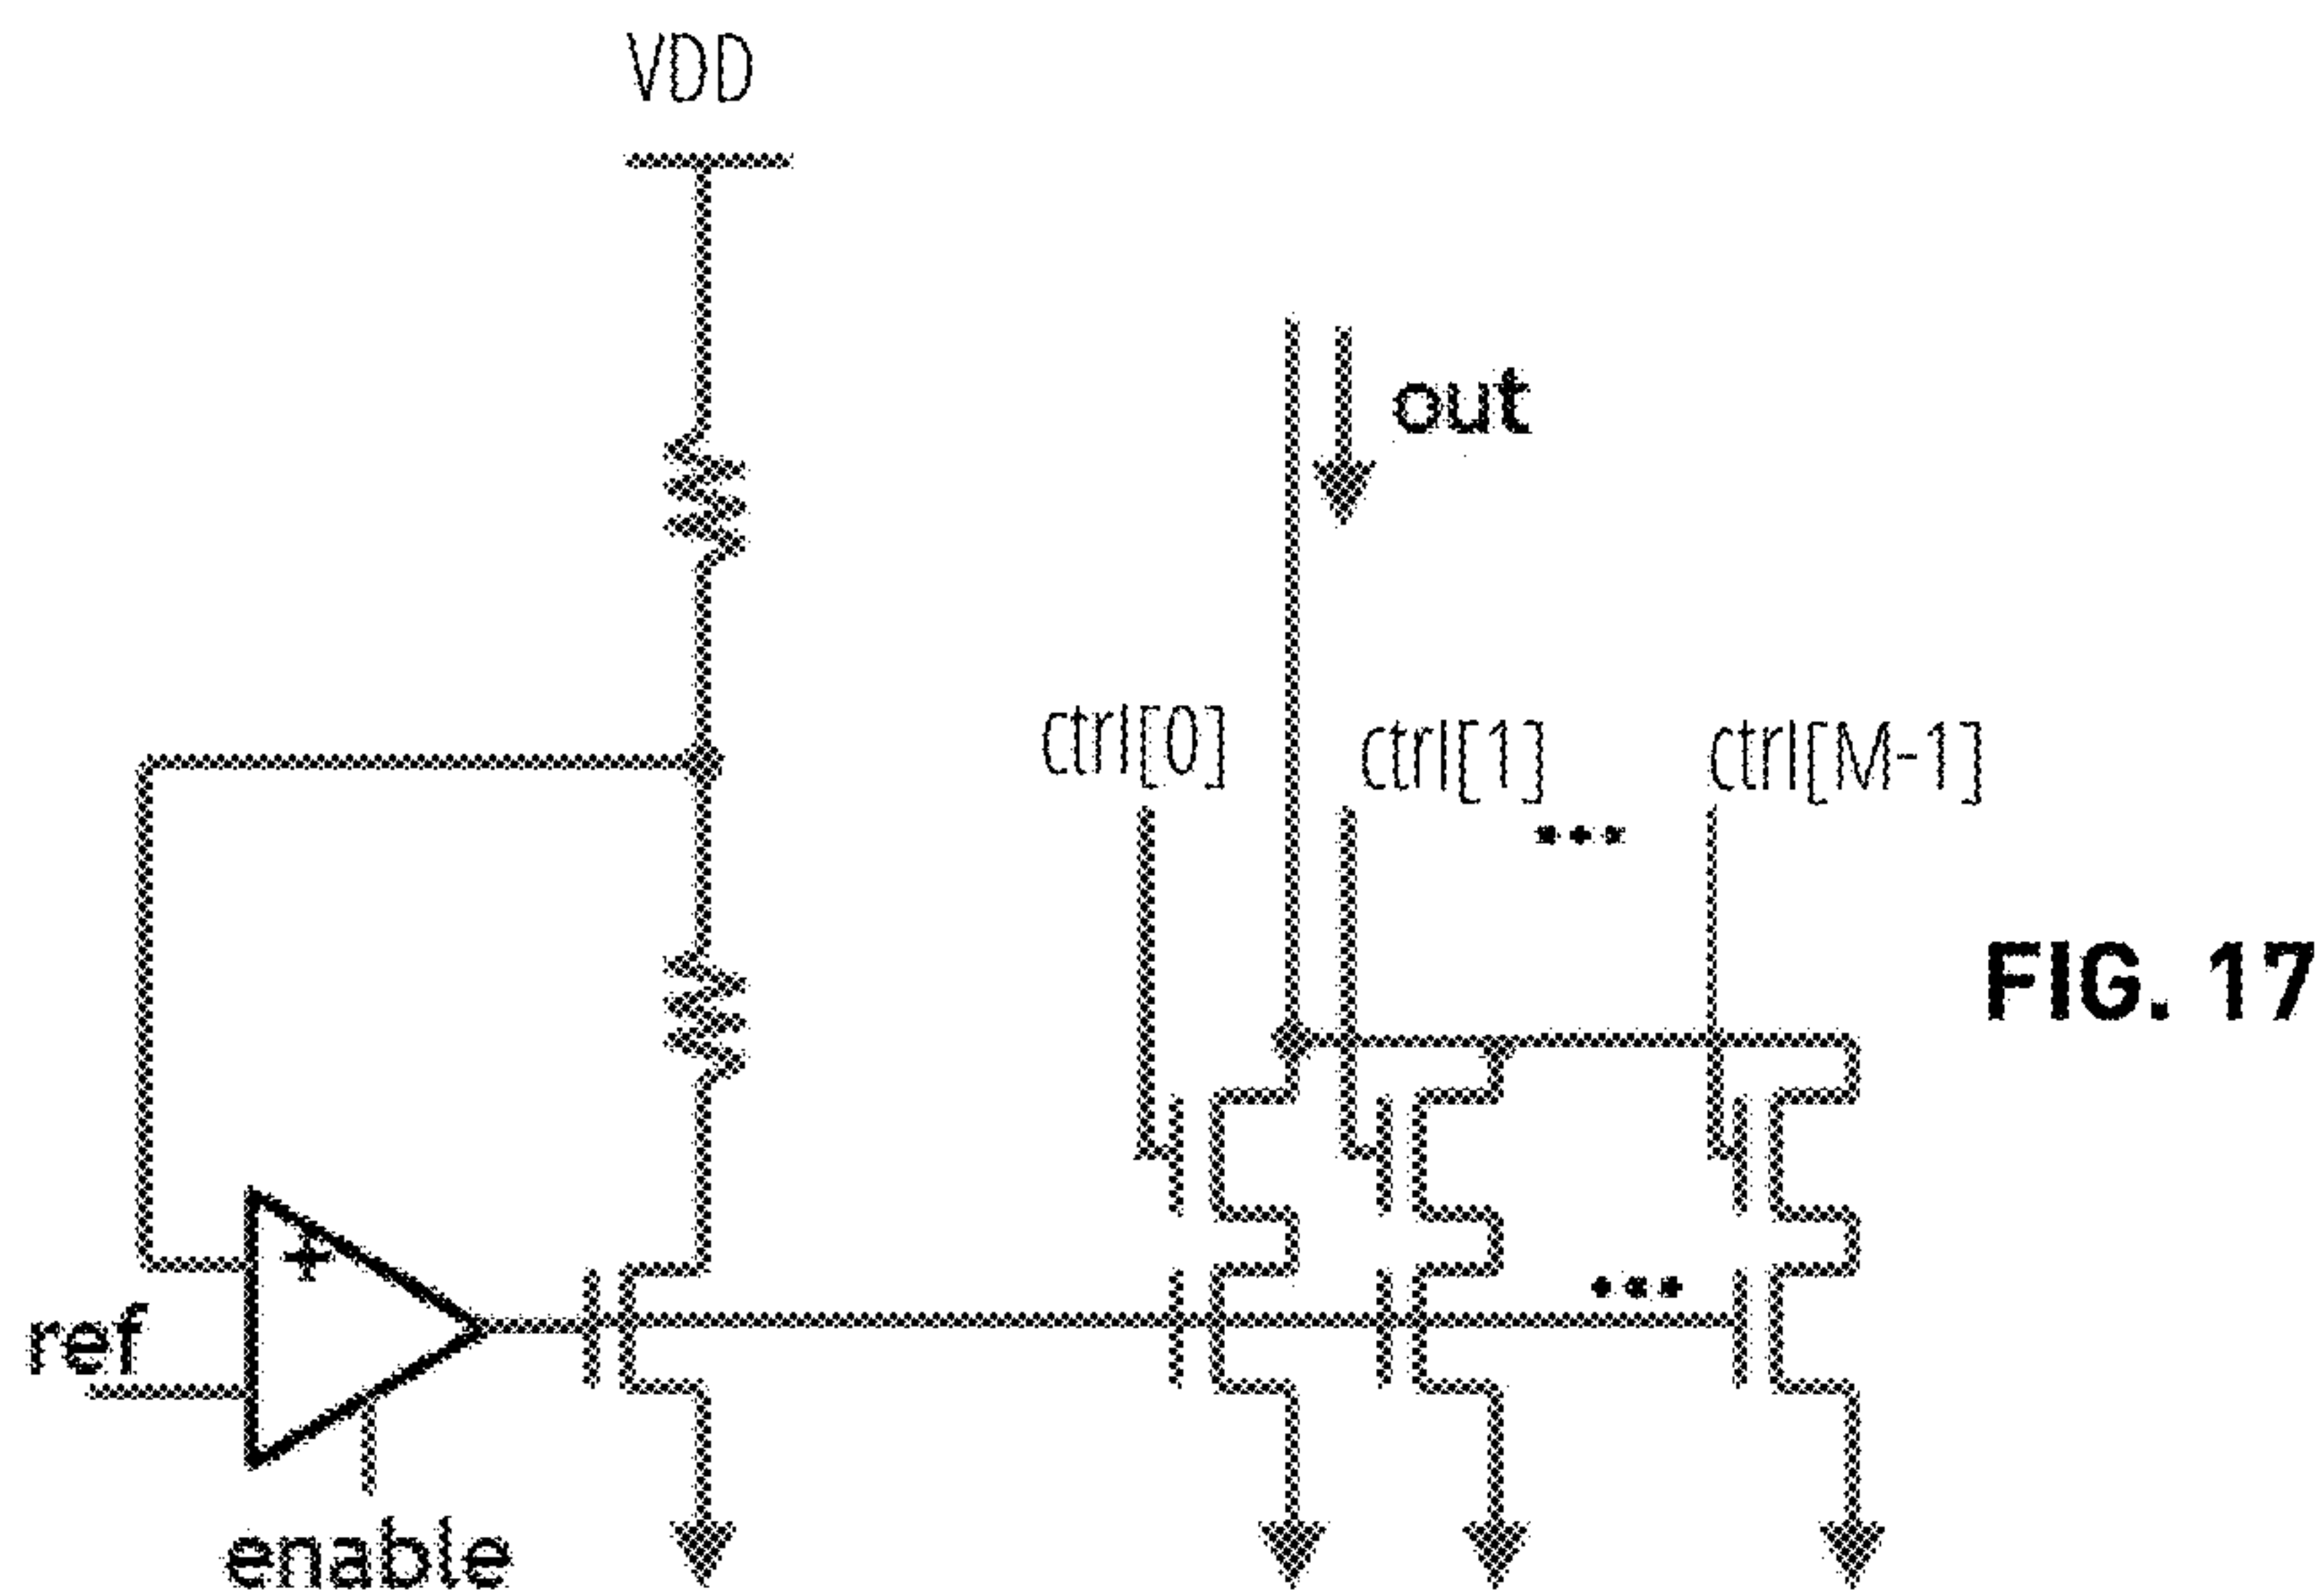 VDD
out
ctrl[0]
ctrl[1]
ctrl[M-1]
...
FIG. 17
+
...
ref
enable